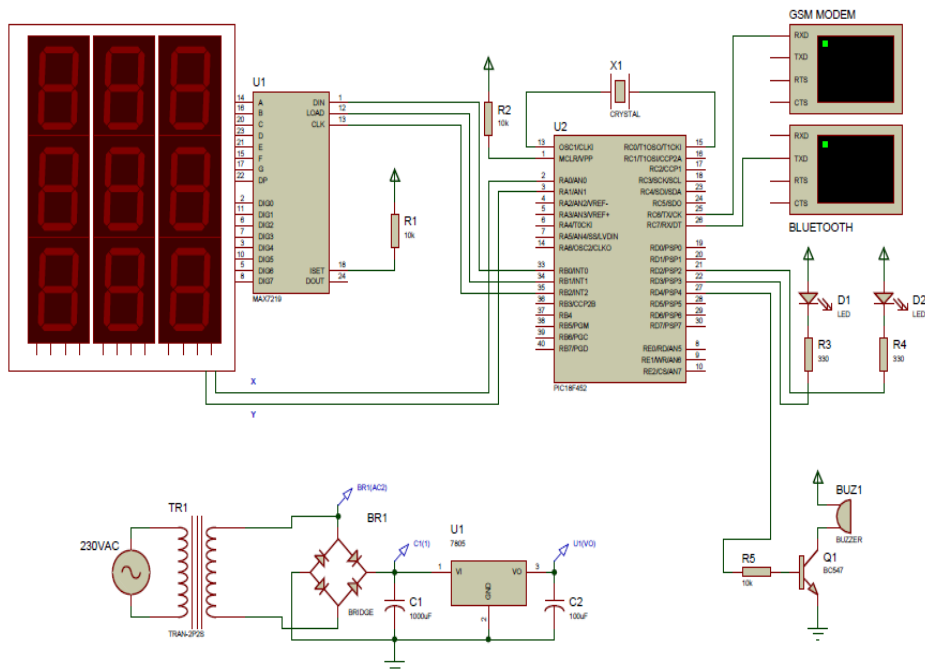 GSM MODEM
RXD
TXD
RTS
CTS
RXD
TXD
RTS
CTS
BLUETOOTH
U1
14 A DIN 1
16 B LOAD 12
20 C CLK 13
23 D
21 E
15 F
17 G
22 DP
2 DIG0
11 DIG1
6 DIG2
7 DIG3
3 DIG4
10 DIG5
5 DIG6 ISET 18
8 DIG7 DOUT 24
MAX7219
R1
10k
R2
10k
X1
CRYSTAL
U2
13 OSC1/CLKI RC0/T1OSO/T1CKI 15
1 MCLR/VPP RC1/T1OSI/CCP2A 16
RC2/CCP1 17
2 RA0/AN0 RC3/SCK/SCL 18
3 RA1/AN1 RC4/SDI/SDA 23
4 RA2/AN2/VREF- RC5/SDO 24
5 RA3/AN3/VREF+ RC6/TX/CK 25
6 RA4/T0CKI RC7/RX/DT 26
7 RA5/AN4/SS/LVDIN
14 RA6/OSC2/CLKO RD0/PSP0 19
RD1/PSP1 20
33 RB0/INT0 RD2/PSP2 21
34 RB1/INT1 RD3/PSP3 22
35 RB2/INT2 RD4/PSP4 27
36 RB3/CCP2B RD5/PSP5 28
37 RB4 RD6/PSP6 29
38 RB5/PGM RD7/PSP7 30
39 RB6/PGC
40 RB7/PGD RE0/RD/AN5 8
RE1/WR/AN6 9
RE2/CS/AN7 10
PIC18F452
D1
LED
D2
LED
R3
330
R4
330
X
Y
TR1
230VAC
TRAN-2P2S
BR1(AC2)
BR1
BRIDGE
C1(1)
C1
1000uF
U1
7805
1 VI VO 3
GND
2
U1(VO)
C2
100uF
R5
10k
Q1
BC547
BUZ1
BUZZER